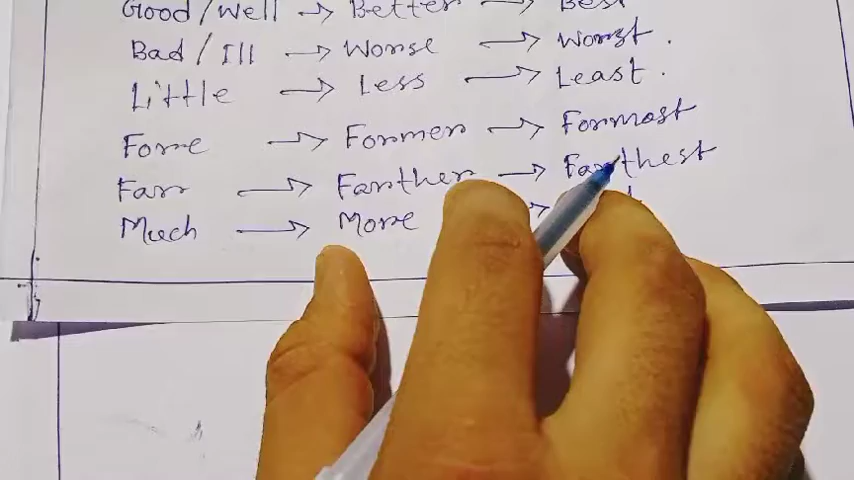 Good/Well → Better → Best
Bad/Ill → Worse → Worst.
Little → Less → Least.
Fore → Former → Formost
Far → Farther → Farthest
Much → More →